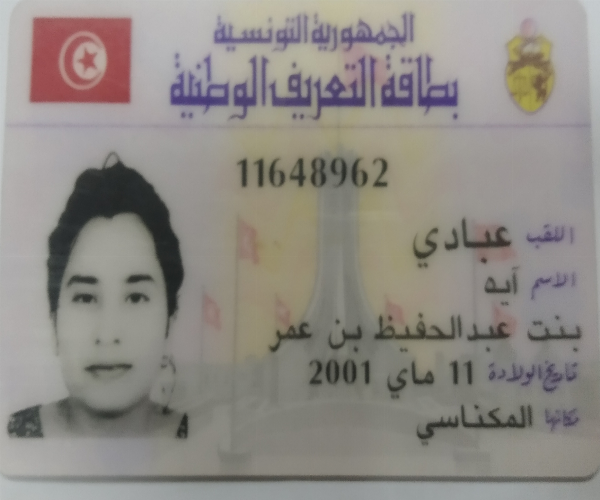 الجمهورية التونسية
بطاقة التعريف الوطنية
11648962
اللقب عبادي
الاسم آيه
بنت عبدالحفيظ بن عمر
تاريخ الولادة 11 ماي 2001
مكانها المكناسي